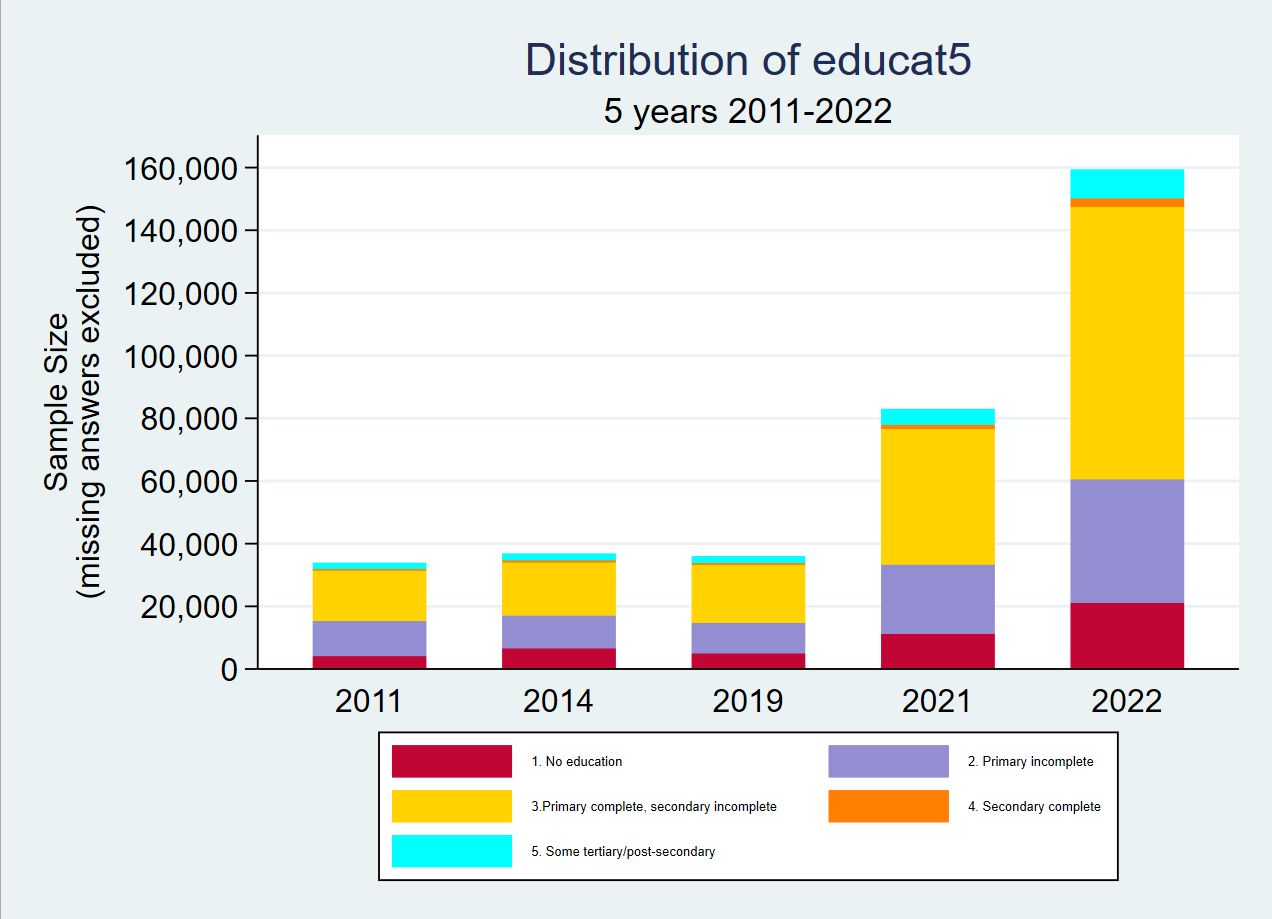 Distribution of educat5
5 years 2011-2022
Sample Size
(missing answers excluded)
160,000
140,000
120,000
100,000
80,000
60,000
40,000
20,000
0
2011 2014 2019 2021 2022
1. No education 2. Primary incomplete
3.Primary complete, secondary incomplete 4. Secondary complete
5. Some tertiary/post-secondary